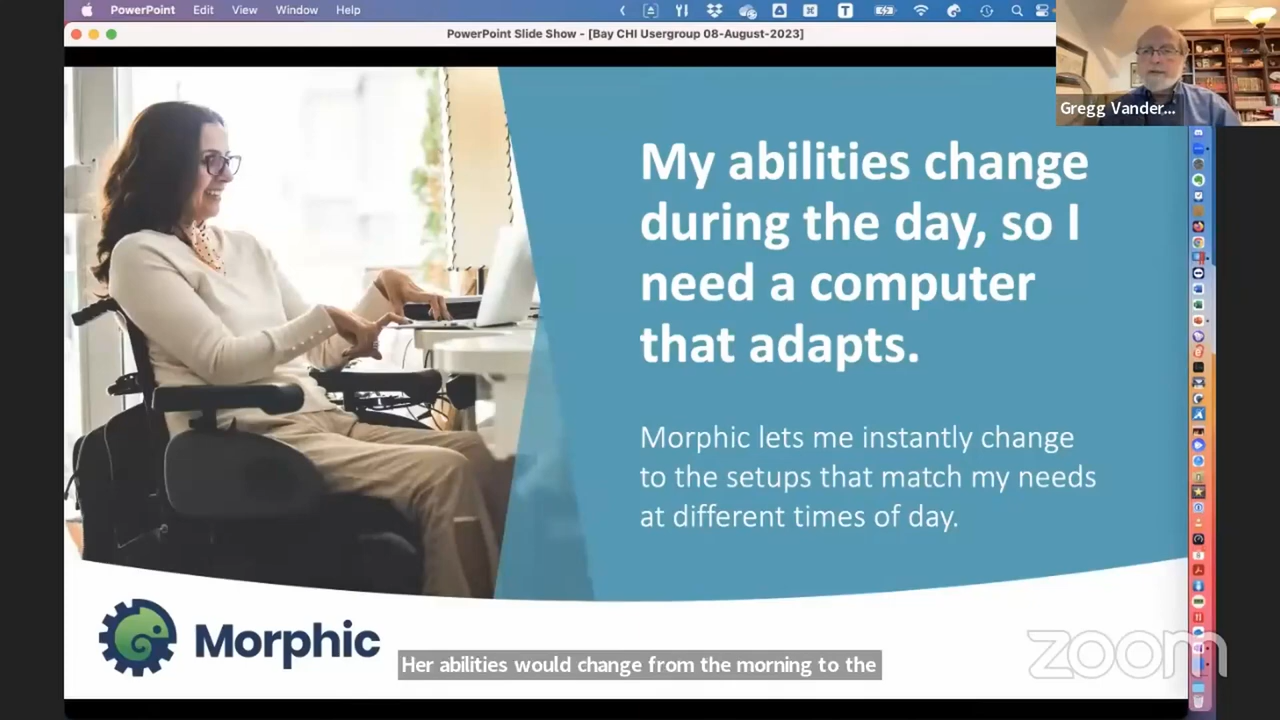 PowerPoint Edit View Window Help
PowerPoint Slide Show - [Bay CHI Usergroup 08-August-2023]
Gregg Vander...
My abilities change
during the day, so I
need a computer
that adapts.
Morphic lets me instantly change
to the setups that match my needs
at different times of day.
Morphic
Her abilities would change from the morning to the
zoom